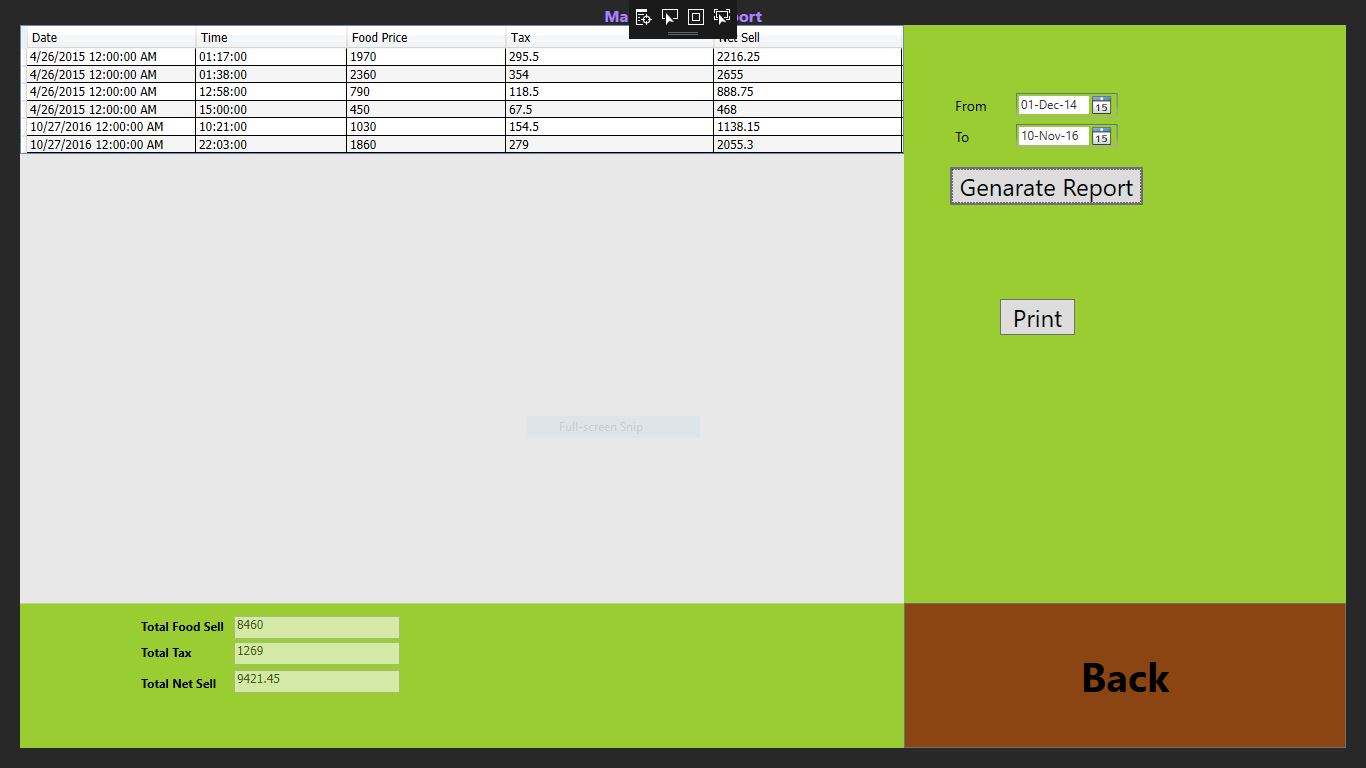 Date Time Food Price Tax Sell
4/26/2015 12:00:00 AM 01:17:00 1970 295.5 2216.25
4/26/2015 12:00:00 AM 01:38:00 2360 354 2655
4/26/2015 12:00:00 AM 12:58:00 790 118.5 888.75
4/26/2015 12:00:00 AM 15:00:00 450 67.5 468
10/27/2016 12:00:00 AM 10:21:00 1030 154.5 1138.15
10/27/2016 12:00:00 AM 22:03:00 1860 279 2055.3
From 01-Dec-14 15
To 10-Nov-16 15
Genarate Report
Print
Full-screen Snip
Total Food Sell 8460
Total Tax 1269
Total Net Sell 9421.45
Back